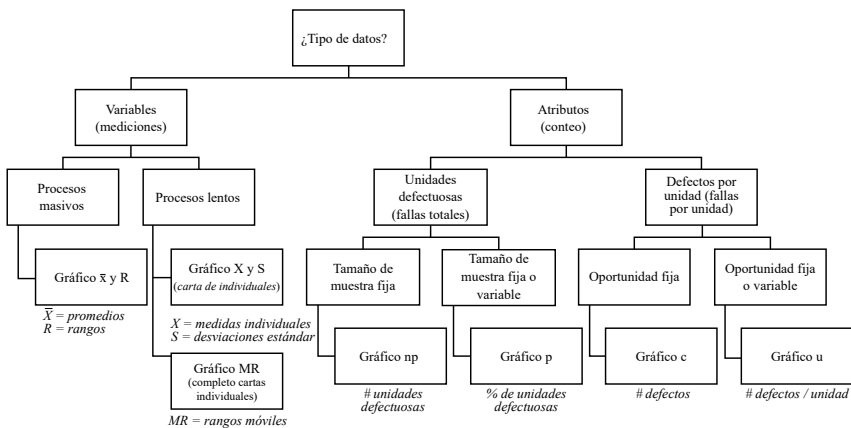 ¿Tipo de datos?
Variables
(mediciones)
Atributos
(conteo)
Procesos
masivos
Procesos lentos
Unidades
defectuosas
(fallas totales)
Defectos por
unidad (fallas
por unidad)
Gráfico x̅ y R
X̅ = promedios
R = rangos
Gráfico X y S
(carta de individuales)
X = medidas individuales
S = desviaciones estándar
Gráfico MR
(completo cartas
individuales)
MR = rangos móviles
Tamaño de
muestra fija
Tamaño de
muestra fija o
variable
Oportunidad fija
Oportunidad fija
o variable
Gráfico np
# unidades
defectuosas
Gráfico p
% de unidades
defectuosas
Gráfico c
# defectos
Gráfico u
# defectos / unidad